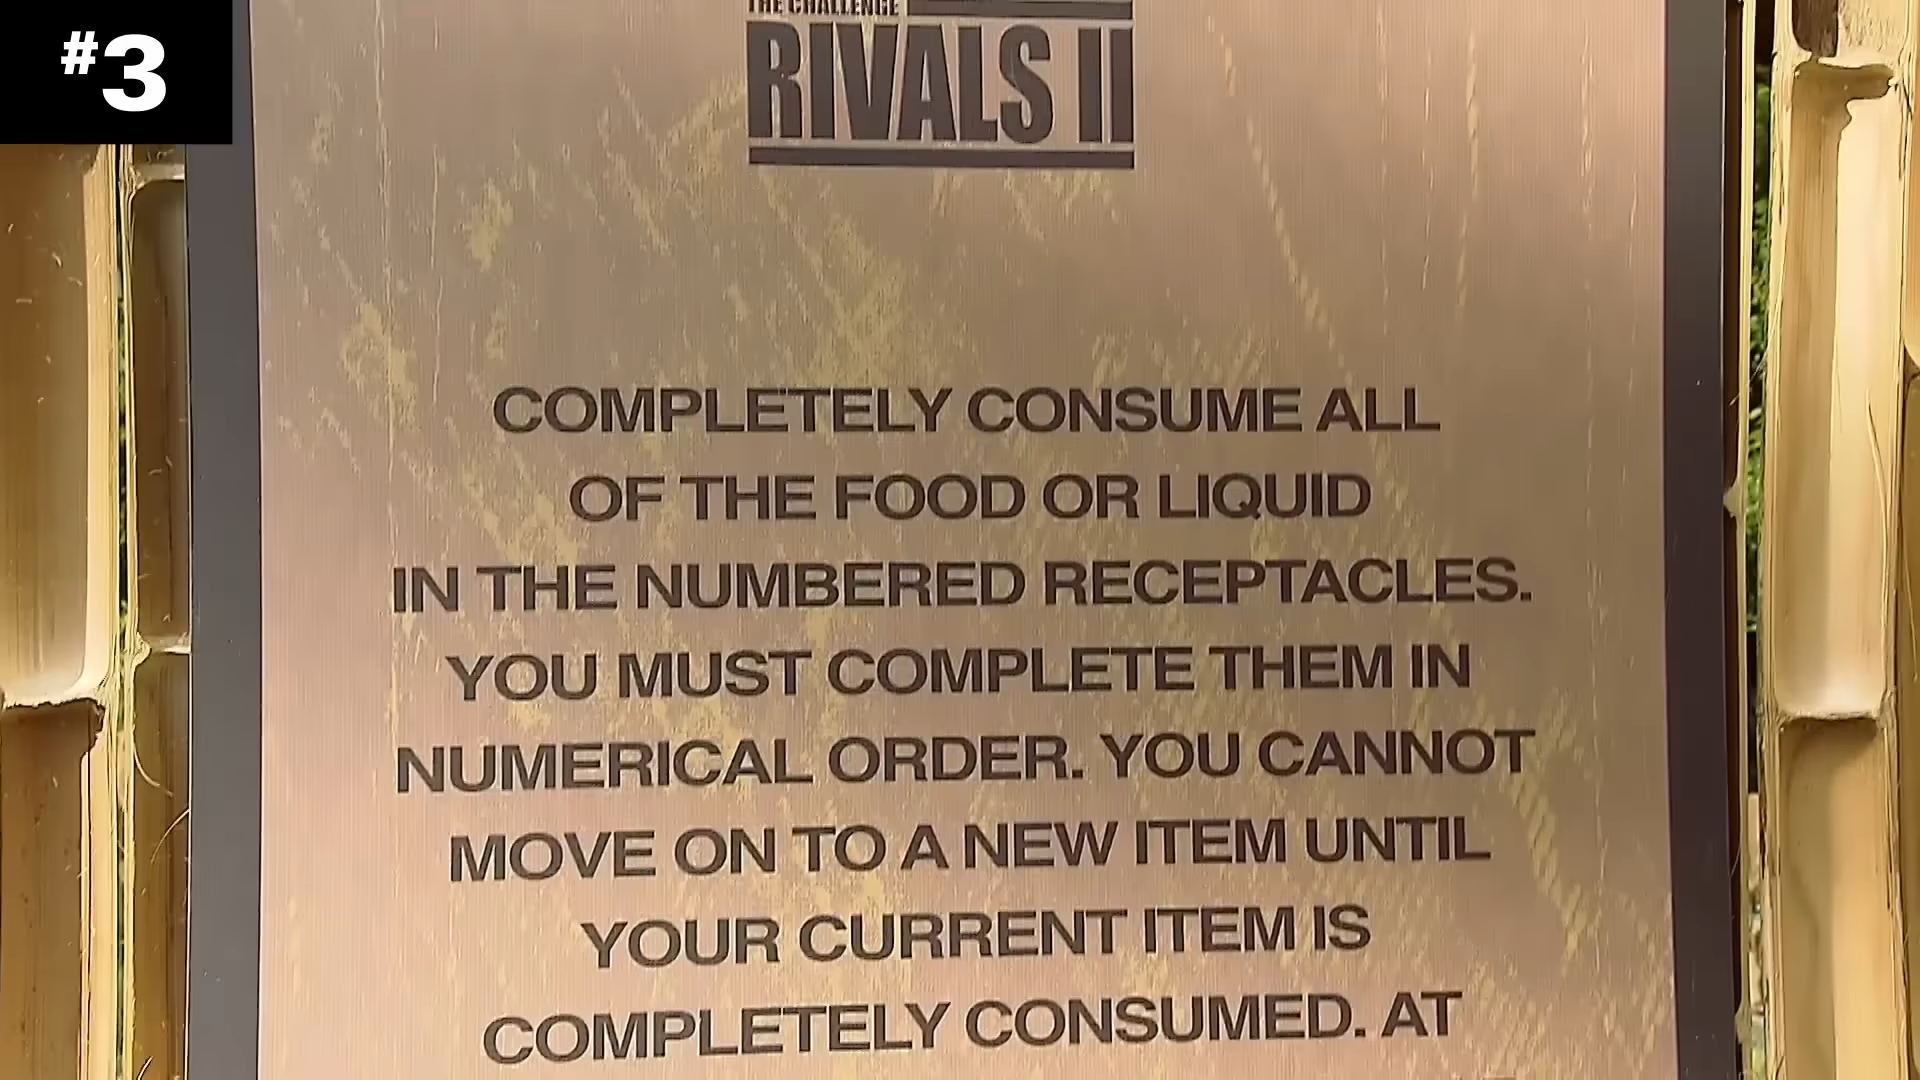 #3
THE CHALLENGE
RIVALS II
COMPLETELY CONSUME ALL
OF THE FOOD OR LIQUID
IN THE NUMBERED RECEPTACLES.
YOU MUST COMPLETE THEM IN
NUMERICAL ORDER. YOU CANNOT
MOVE ON TO A NEW ITEM UNTIL
YOUR CURRENT ITEM IS
COMPLETELY CONSUMED. AT